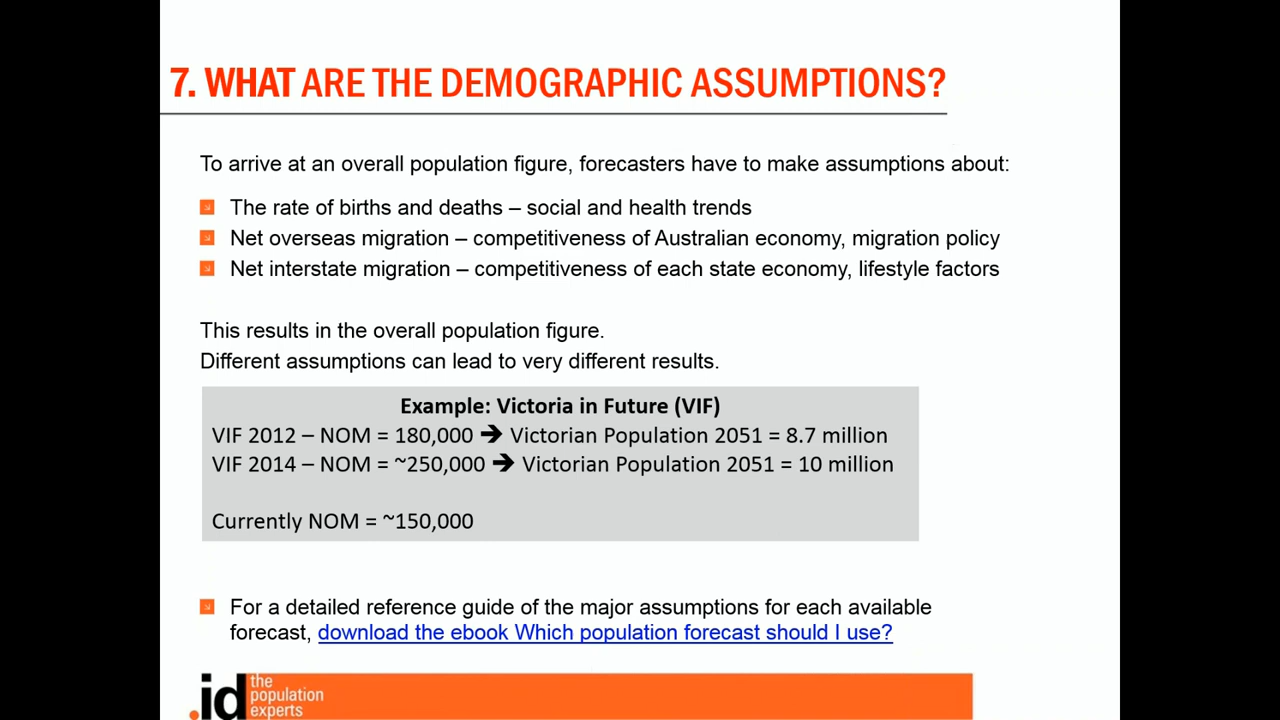 7. WHAT ARE THE DEMOGRAPHIC ASSUMPTIONS?
To arrive at an overall population figure, forecasters have to make assumptions about:
The rate of births and deaths – social and health trends
Net overseas migration – competitiveness of Australian economy, migration policy
Net interstate migration – competitiveness of each state economy, lifestyle factors
This results in the overall population figure.
Different assumptions can lead to very different results.
Example: Victoria in Future (VIF)
VIF 2012 – NOM = 180,000 ➔ Victorian Population 2051 = 8.7 million
VIF 2014 – NOM = ~250,000 ➔ Victorian Population 2051 = 10 million
Currently NOM = ~150,000
For a detailed reference guide of the major assumptions for each available
forecast, download the ebook Which population forecast should I use?
.id
the
population
experts